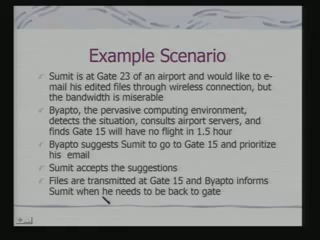 Example Scenario
Sumit is at Gate 23 of an airport and would like to e-
mail his edited files through wireless connection, but
the bandwidth is miserable
Byapto, the pervasive computing environment,
detects the situation, consults airport servers, and
finds Gate 15 will have no flight in 1.5 hour
Byapto suggests Sumit to go to Gate 15 and prioritize
his email
Sumit accepts the suggestions
Files are transmitted at Gate 15 and Byapto informs
Sumit when he needs to be back to gate